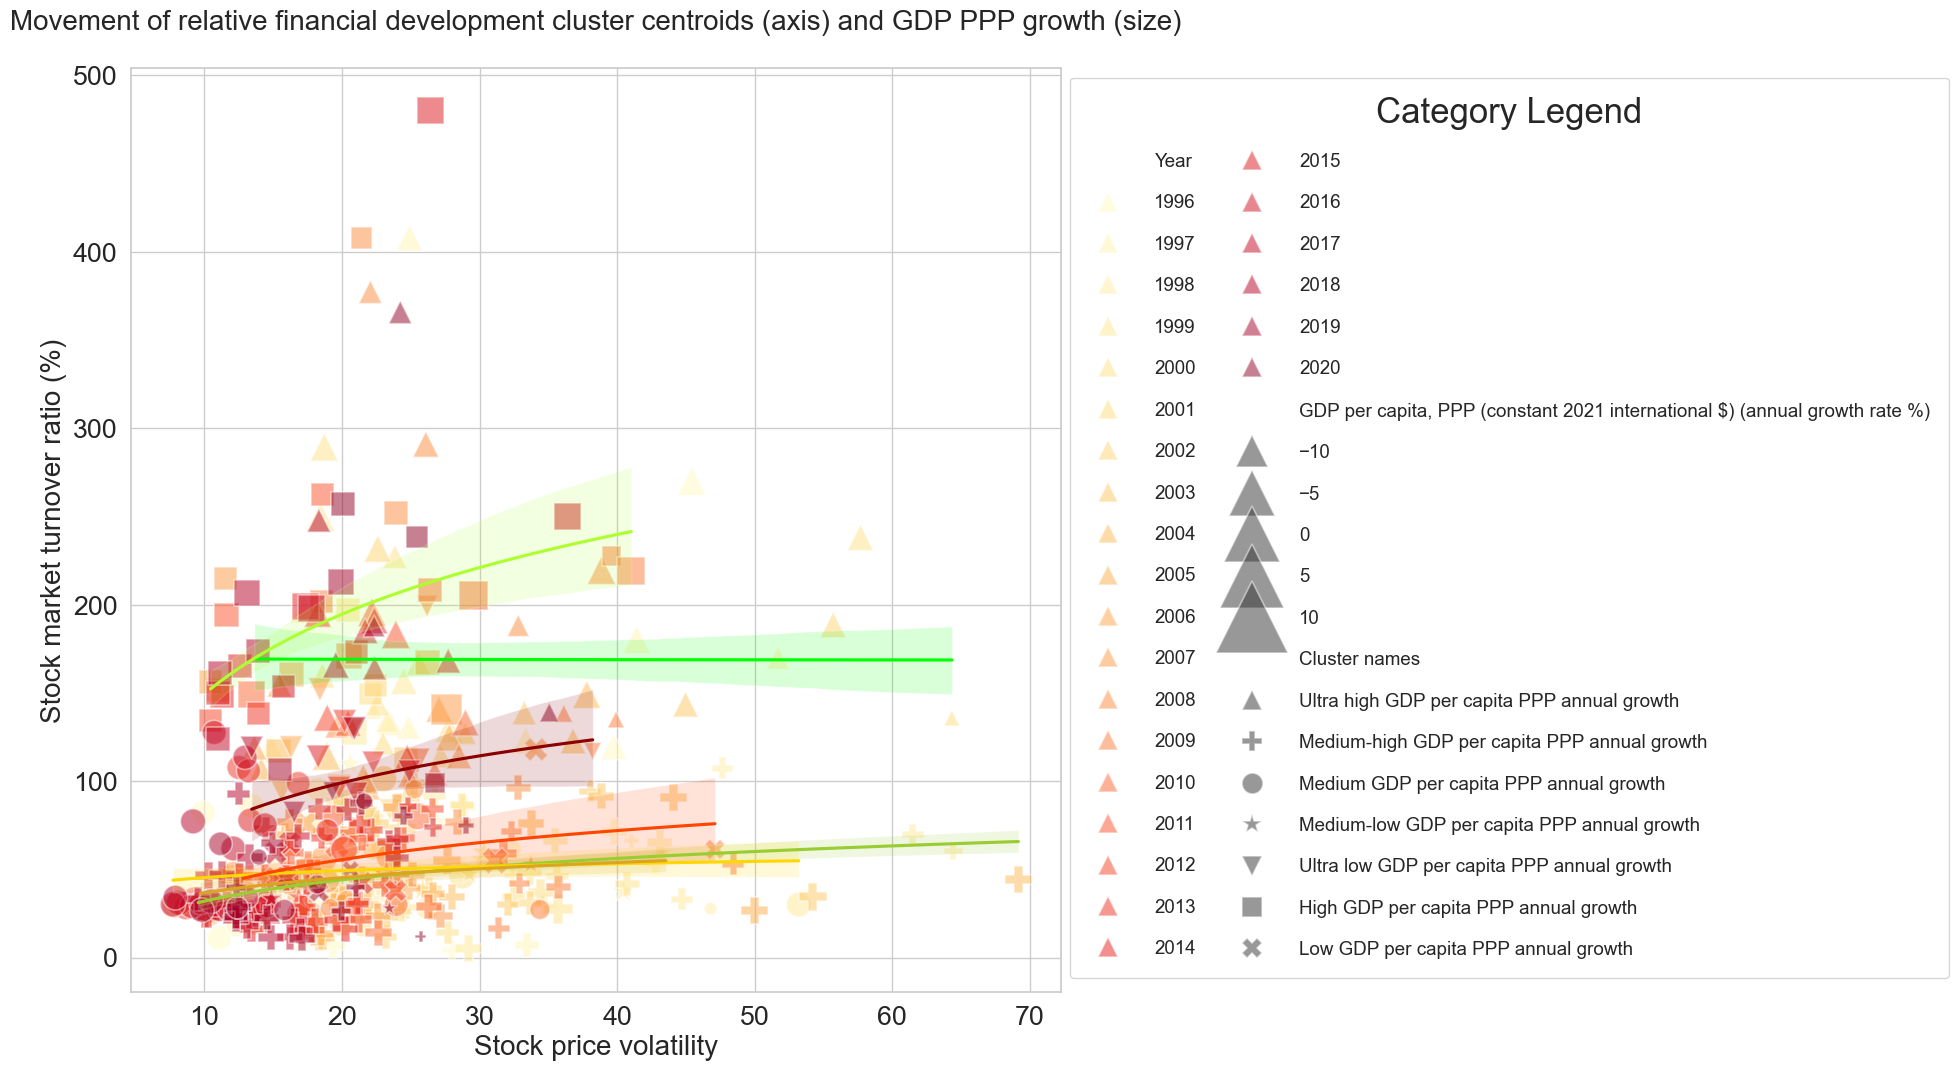 Movement of relative financial development cluster centroids (axis) and GDP PPP growth (size)
500
400
300
200
100
0
Stock market turnover ratio (%)
10 20 30 40 50 60 70
Stock price volatility
Category Legend
Year
1996
1997
1998
1999
2000
2001
2002
2003
2004
2005
2006
2007
2008
2009
2010
2011
2012
2013
2014
2015
2016
2017
2018
2019
2020
GDP per capita, PPP (constant 2021 international $) (annual growth rate %)
−10
−5
0
5
10
Cluster names
Ultra high GDP per capita PPP annual growth
Medium-high GDP per capita PPP annual growth
Medium GDP per capita PPP annual growth
Medium-low GDP per capita PPP annual growth
Ultra low GDP per capita PPP annual growth
High GDP per capita PPP annual growth
Low GDP per capita PPP annual growth